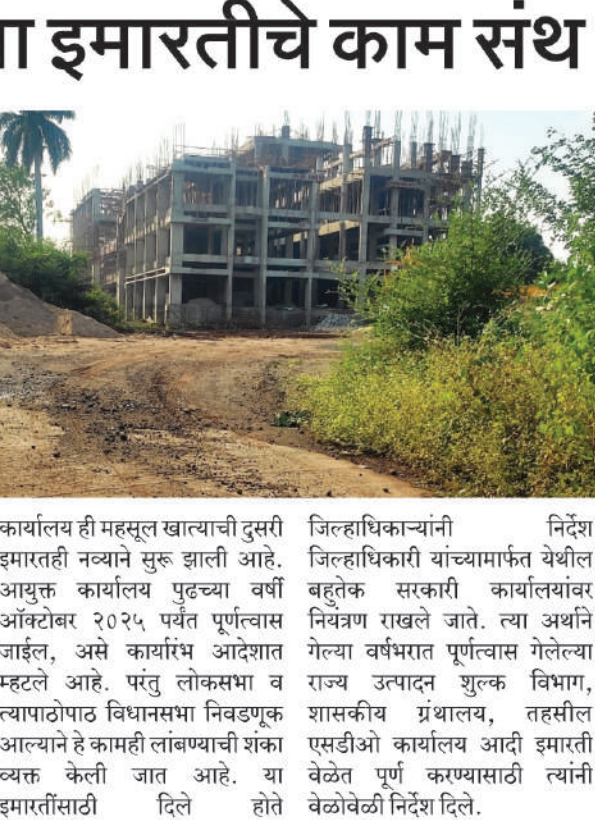 ा इमारतीचे काम संथ
कार्यालय ही महसूल खात्याची दुसरी
इमारतही नव्याने सुरू झाली आहे.
आयुक्त कार्यालय पुढच्या वर्षी
ऑक्टोबर २०२५ पर्यंत पूर्णत्वास
जाईल, असे कार्यारंभ आदेशात
म्हटले आहे. परंतु लोकसभा व
त्यापाठोपाठ विधानसभा निवडणूक
आल्याने हे कामही लांबण्याची शंका
व्यक्त केली जात आहे. या
इमारतींसाठी दिले होते
जिल्हाधिकाऱ्यांनी निर्देश
जिल्हाधिकारी यांच्यामार्फत येथील
बहुतेक सरकारी कार्यालयांवर
नियंत्रण राखले जाते. त्या अर्थाने
गेल्या वर्षभरात पूर्णत्वास गेलेल्या
राज्य उत्पादन शुल्क विभाग,
शासकीय ग्रंथालय, तहसील
एसडीओ कार्यालय आदी इमारती
वेळेत पूर्ण करण्यासाठी त्यांनी
वेळोवेळी निर्देश दिले.